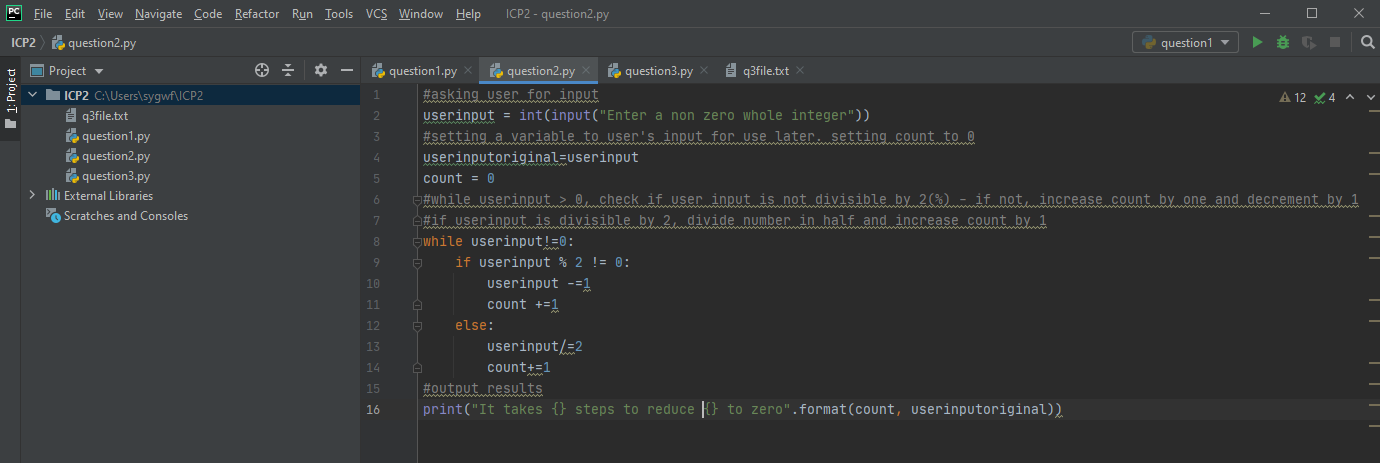 PC File Edit View Navigate Code Refactor Run Tools VCS Window Help ICP2 - question2.py
ICP2 question2.py question1
1: Project
Project
ICP2 C:\Users\sygwf\ICP2
q3file.txt
question1.py
question2.py
question3.py
External Libraries
Scratches and Consoles
question1.py question2.py question3.py q3file.txt
12 4
1 #asking user for input
2 userinput = int(input("Enter a non zero whole integer"))
3 #setting a variable to user's input for use later. setting count to 0
4 userinputoriginal=userinput
5 count = 0
6 #while userinput > 0, check if user input is not divisible by 2(%) - if not, increase count by one and decrement by 1
7 #if userinput is divisible by 2, divide number in half and increase count by 1
8 while userinput!=0:
9 if userinput % 2 != 0:
10 userinput -=1
11 count +=1
12 else:
13 userinput/=2
14 count+=1
15 #output results
16 print("It takes {} steps to reduce {} to zero".format(count, userinputoriginal))